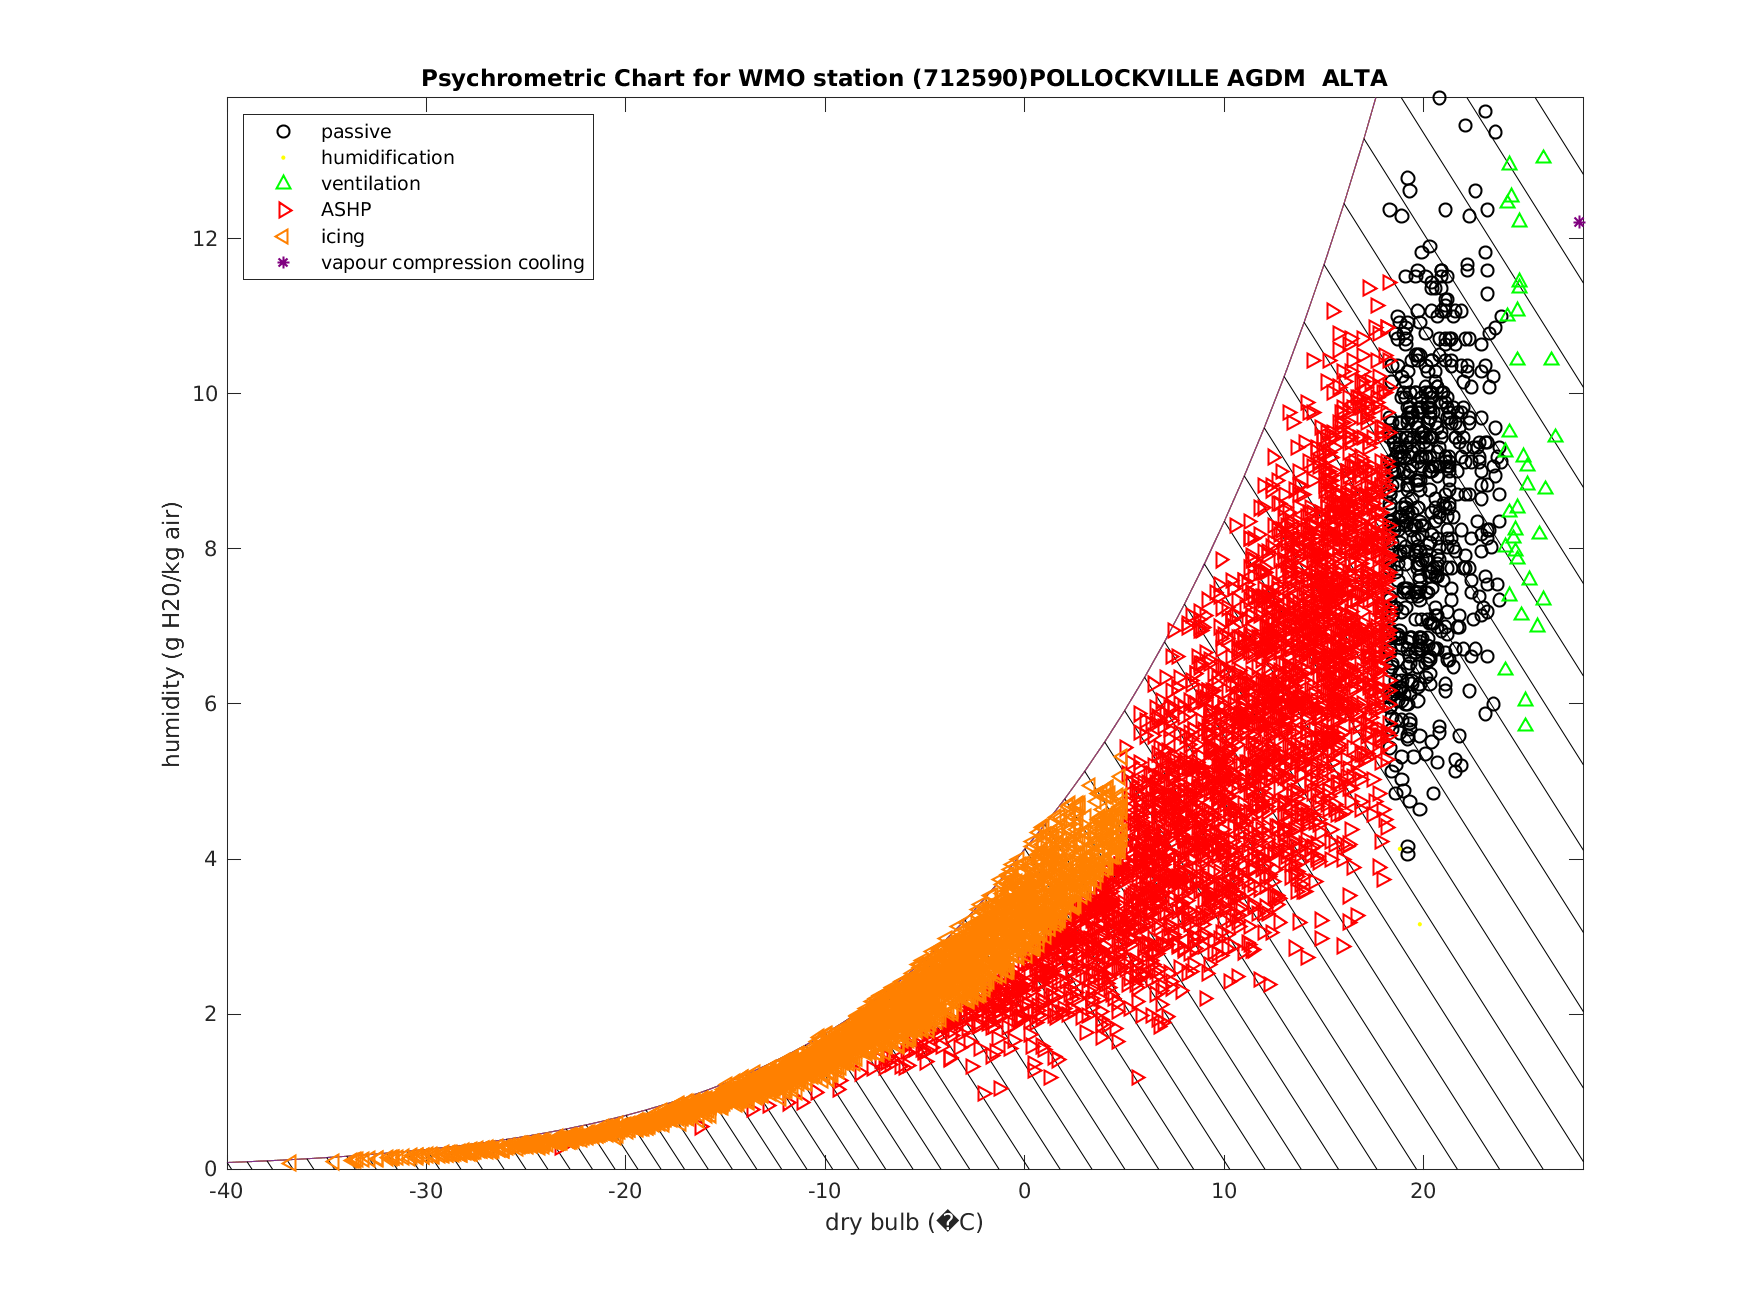 Psychrometric Chart for WMO station (712590)POLLOCKVILLE AGDM  ALTA
passive
humidification
ventilation
ASHP
icing
vapour compression cooling
humidity (g H20/kg air)
12
10
8
6
4
2
0
-40 -30 -20 -10 0 10 20
dry bulb (�C)